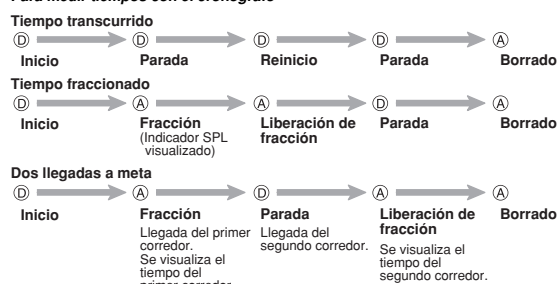 Para medir tiempos con el cronógrafo
Tiempo transcurrido
D D D D A
Inicio Parada Reinicio Parada Borrado
Tiempo fraccionado
D A A D A
Inicio Fracción Liberación de Parada Borrado
(Indicador SPL fracción
visualizado)
Dos llegadas a meta
D A D A A
Inicio Fracción Parada Liberación de Borrado
fracción
Llegada del primer Llegada del
corredor. segundo corredor. Se visualiza el
Se visualiza el tiempo del
tiempo del segundo corredor.
primer corredor.